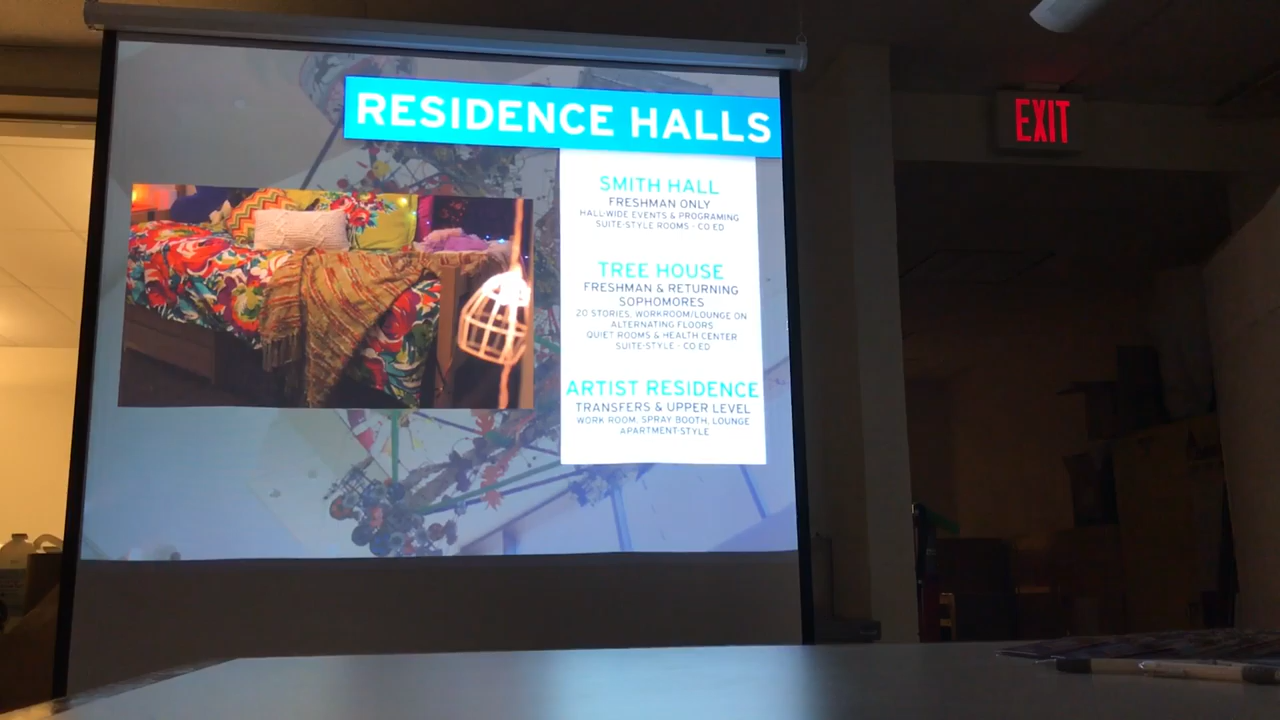 RESIDENCE HALLS
EXIT
SMITH HALL
FRESHMAN ONLY
HALL-WIDE EVENTS & PROGRAMING
SUITE-STYLE ROOMS - CO ED
TREE HOUSE
FRESHMAN & RETURNING
SOPHOMORES
20 STORIES, WORKROOM/LOUNGE ON
ALTERNATING FLOORS
QUIET ROOMS & HEALTH CENTER
SUITE-STYLE - CO ED
ARTIST RESIDENCE
TRANSFERS & UPPER LEVEL
WORK ROOM, SPRAY BOOTH, LOUNGE
APARTMENT-STYLE